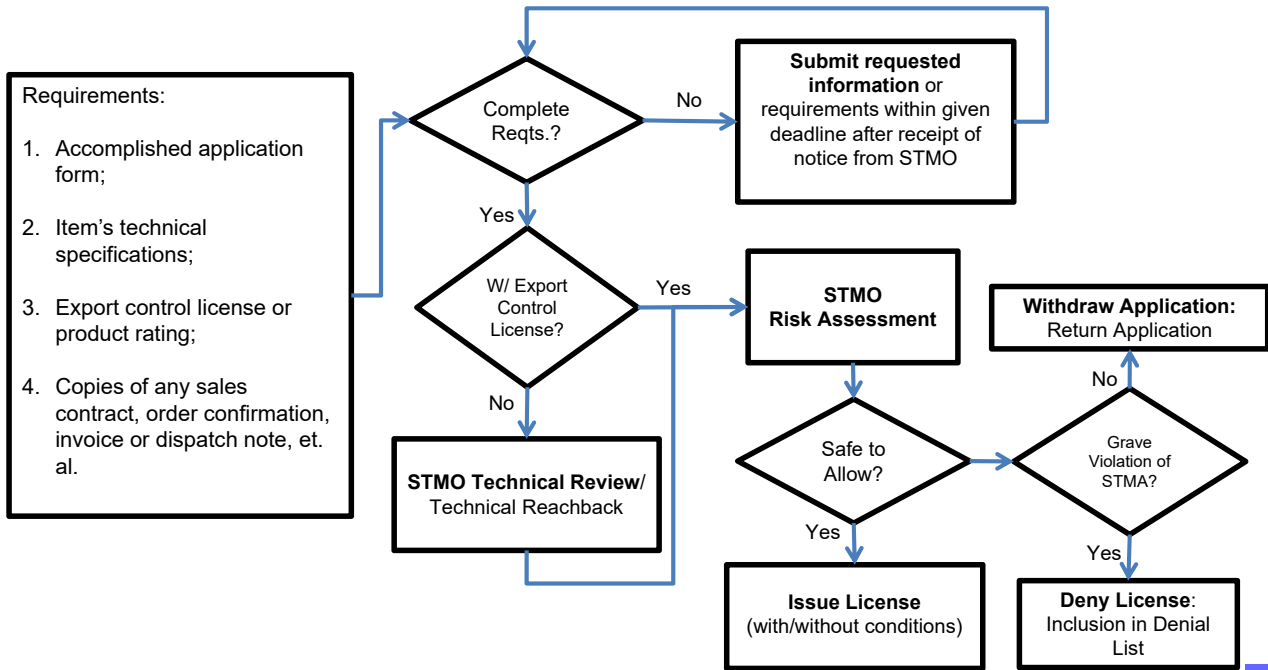 Requirements:
1. Accomplished application
form;
2. Item’s technical
specifications;
3. Export control license or
product rating;
4. Copies of any sales
contract, order confirmation,
invoice or dispatch note, et.
al.
Complete
Reqts.?
No
Submit requested
information or
requirements within given
deadline after receipt of
notice from STMO
Yes
W/ Export
Control
License?
Yes
No
STMO Technical Review/
Technical Reachback
STMO
Risk Assessment
Safe to
Allow?
Yes
Issue License
(with/without conditions)
Withdraw Application:
Return Application
No
Grave
Violation of
STMA?
Yes
Deny License:
Inclusion in Denial
List